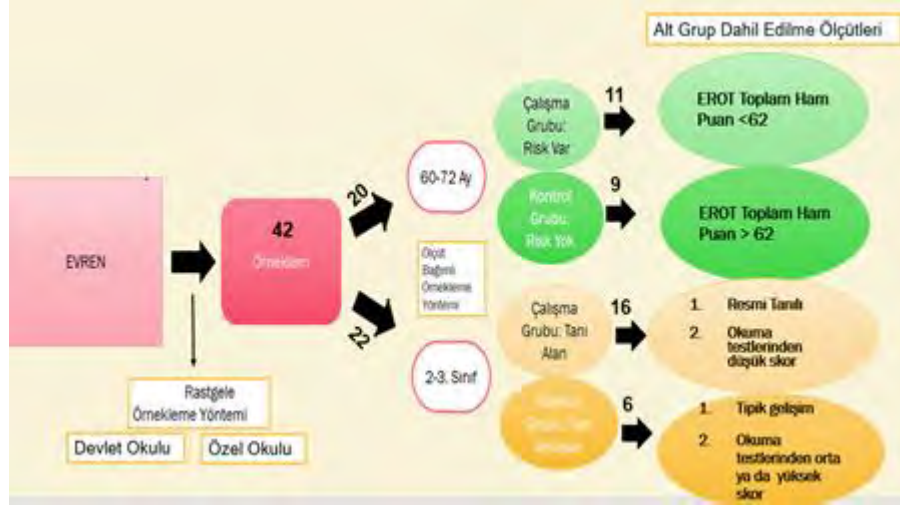 Alt Grup Dahil Edilme Ölçütleri
EVREN
42
Örneklem
Rastgele
Örnekleme Yöntemi
Devlet Okulu
Özel Okulu
20
22
60-72 Ay
Ölçüt
Bağımlı
Örnekleme
Yöntemi
2-3. Sınıf
Çalışma
Grubu:
Risk Var
11
EROT Toplam Ham
Puan <62
Kontrol
Grubu:
Risk Yok
9
EROT Toplam Ham
Puan > 62
Çalışma
Grubu: Tanı
Alan
16
1. Resmi Tanılı
2. Okuma
testlerinden
düşük skor
6
1. Tipik gelişim
2. Okuma
testlerinden orta
ya da yüksek
skor